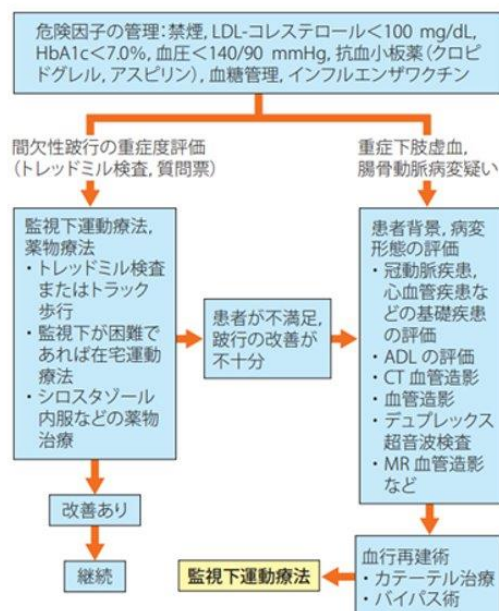 危険因子の管理：禁煙，LDL-コレステロール＜100 mg/dL，
HbA1c＜7.0%，血圧＜140/90 mmHg，抗血小板薬（クロピ
ドグレル，アスピリン），血糖管理，インフルエンザワクチン
間欠性跛行の重症度評価
（トレッドミル検査，質問票）
重症下肢虚血，
腸骨動脈病変疑い
監視下運動療法，
薬物療法
・トレッドミル検査
またはトラック
歩行
・監視下が困難で
あれば在宅運動
療法
・シロスタゾール
内服などの薬物
治療
患者が不満足，
跛行の改善が
不十分
患者背景，病変
形態の評価
・冠動脈疾患，
心血管疾患な
どの基礎疾患
の評価
・ADL の評価
・CT 血管造影
・血管造影
・デュプレックス
超音波検査
・MR 血管造影
など
改善あり
継続
監視下運動療法
血行再建術
・カテーテル治療
・バイパス術